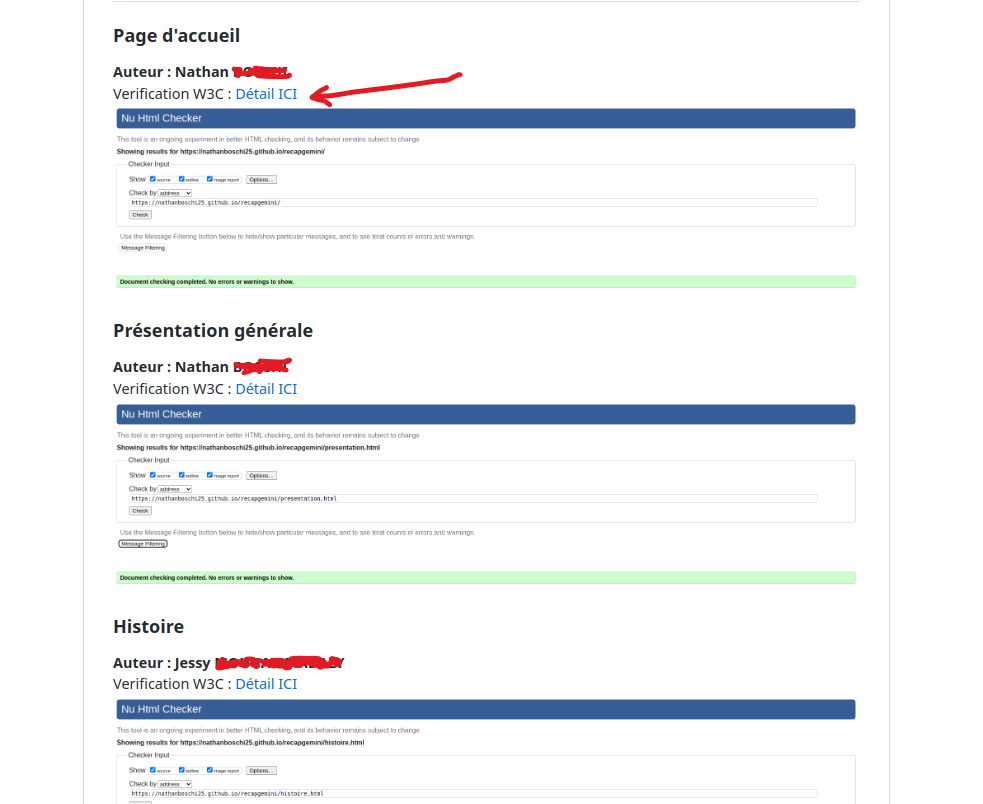 Page d'accueil
Auteur : Nathan
Verification W3C : Détail ICI
Nu Html Checker
This tool is an ongoing experiment in better HTML checking, and its behavior remains subject to change
Showing results for https://nathanboschi25.github.io/recapgemini/
Checker Input
Show source outline image report Options...
Check by address
https://nathanboschi25.github.io/recapgemini/
Check
Use the Message Filtering button below to hide/show particular messages, and to see total counts of errors and warnings.
Message Filtering
Document checking completed. No errors or warnings to show.
Présentation générale
Auteur : Nathan
Verification W3C : Détail ICI
Nu Html Checker
This tool is an ongoing experiment in better HTML checking, and its behavior remains subject to change
Showing results for https://nathanboschi25.github.io/recapgemini/presentation.html
Checker Input
Show source outline image report Options...
Check by address
https://nathanboschi25.github.io/recapgemini/presentation.html
Check
Use the Message Filtering button below to hide/show particular messages, and to see total counts of errors and warnings.
Message Filtering
Document checking completed. No errors or warnings to show.
Histoire
Auteur : Jessy
Verification W3C : Détail ICI
Nu Html Checker
This tool is an ongoing experiment in better HTML checking, and its behavior remains subject to change
Showing results for https://nathanboschi25.github.io/recapgemini/histoire.html
Checker Input
Show source outline image report Options...
Check by address
https://nathanboschi25.github.io/recapgemini/histoire.html